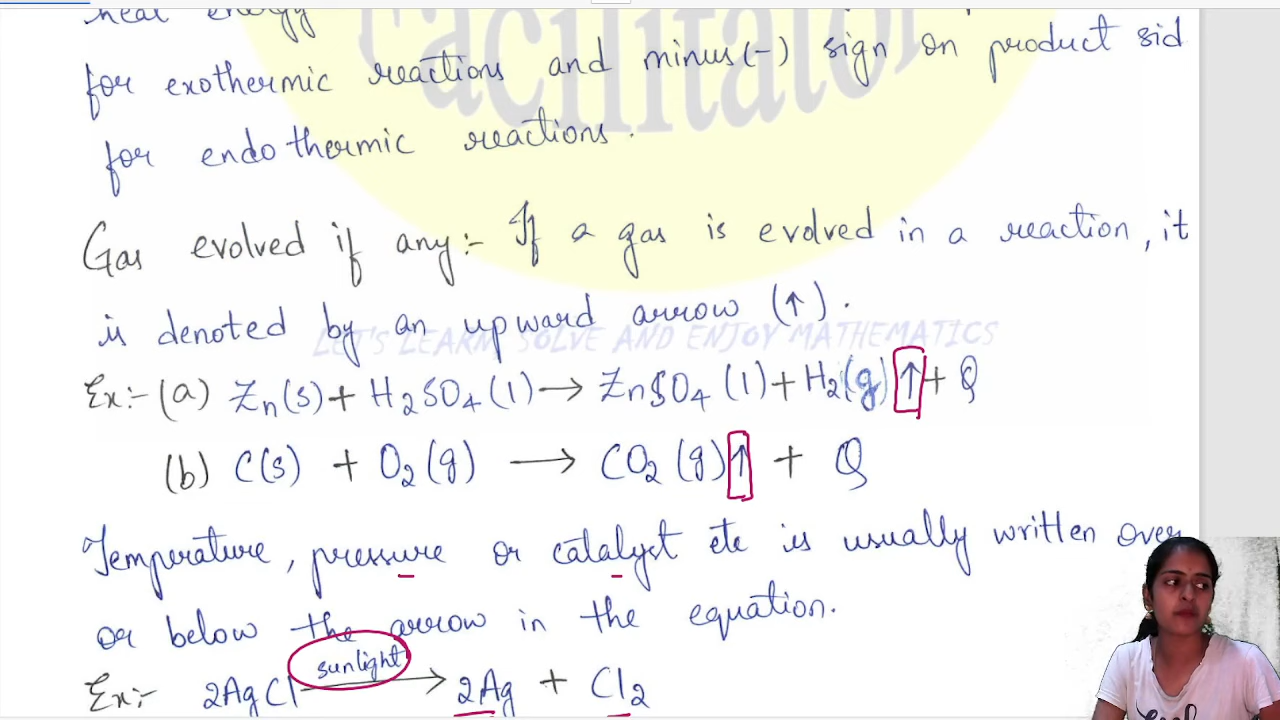 heat energy
Facilitator
for exothermic reactions and minus(-) sign on product sid
for endothermic reactions.
Gas evolved if any:- If a gas is evolved in a reaction, it
is denoted by an upward arrow (↑).
LET'S LEARN SOLVE AND ENJOY MATHEMATICS
Ex:- (a) Zn(s) + H2SO4 (l) → ZnSO4 (l) + H2(g) ↑ + Q
(b) C(s) + O2(g) → CO2 (g)↑ + Q
Temperature, pressure or catalyst etc is usually written over
or below the arrow in the equation.
sunlight
Ex:- 2AgCl → 2Ag + Cl2